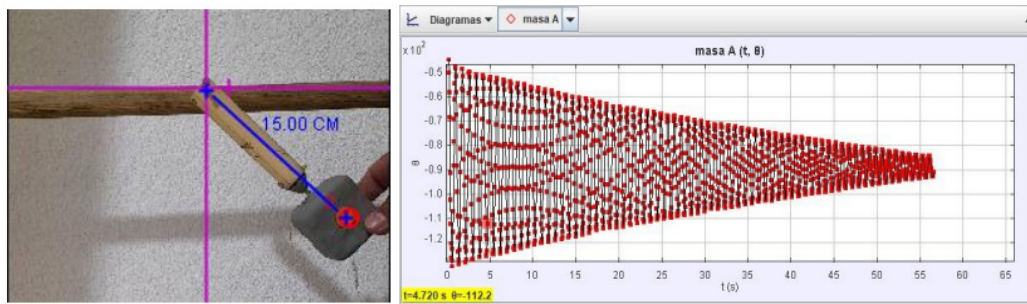 15.00 CM
Diagramas masa A
masa A (t, θ)
x10²
-0.5
-0.6
-0.7
-0.8
-0.9
-1.0
-1.1
-1.2
θ
0 5 10 15 20 25 30 35 40 45 50 55 60 65
t (s)
t=4.720 s θ=-112.2